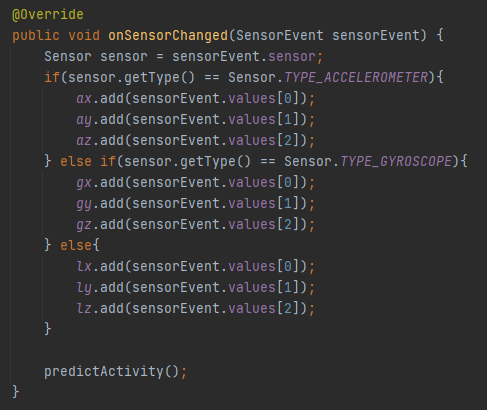 @Override
public void onSensorChanged(SensorEvent sensorEvent) {
    Sensor sensor = sensorEvent.sensor;
    if(sensor.getType() == Sensor.TYPE_ACCELEROMETER){
        ax.add(sensorEvent.values[0]);
        ay.add(sensorEvent.values[1]);
        az.add(sensorEvent.values[2]);
    } else if(sensor.getType() == Sensor.TYPE_GYROSCOPE){
        gx.add(sensorEvent.values[0]);
        gy.add(sensorEvent.values[1]);
        gz.add(sensorEvent.values[2]);
    } else{
        lx.add(sensorEvent.values[0]);
        ly.add(sensorEvent.values[1]);
        lz.add(sensorEvent.values[2]);
    }

    predictActivity();
}